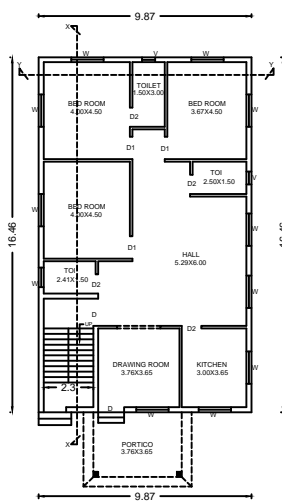 9.87
X
W
V
W
Y
Y
TOILET
1.50X3.00
BED ROOM
4.00X4.50
BED ROOM
3.67X4.50
W
W
D2
D1
D1
TOI
2.50X1.50
D2
V
BED ROOM
4.00X4.50
W
W
16.46
16.46
HALL
5.29X6.00
D1
TOI
2.41X1.50
D2
W
W
D
UP
D2
DRAWING ROOM
3.76X3.65
KITCHEN
3.00X3.65
W
2.3
D
W
W
X
PORTICO
3.76X3.65
9.87